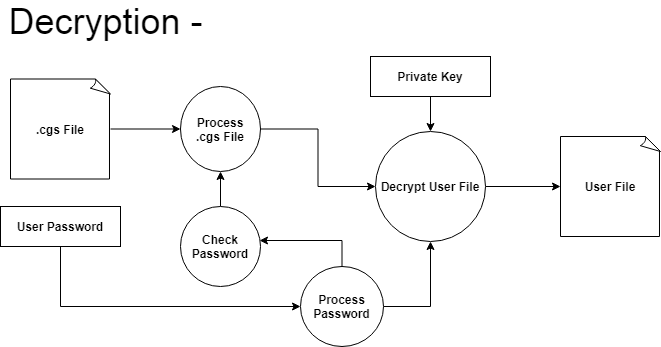 Decryption -
Private Key
.cgs File
Process
.cgs File
Decrypt User File
User File
User Password
Check
Password
Process
Password